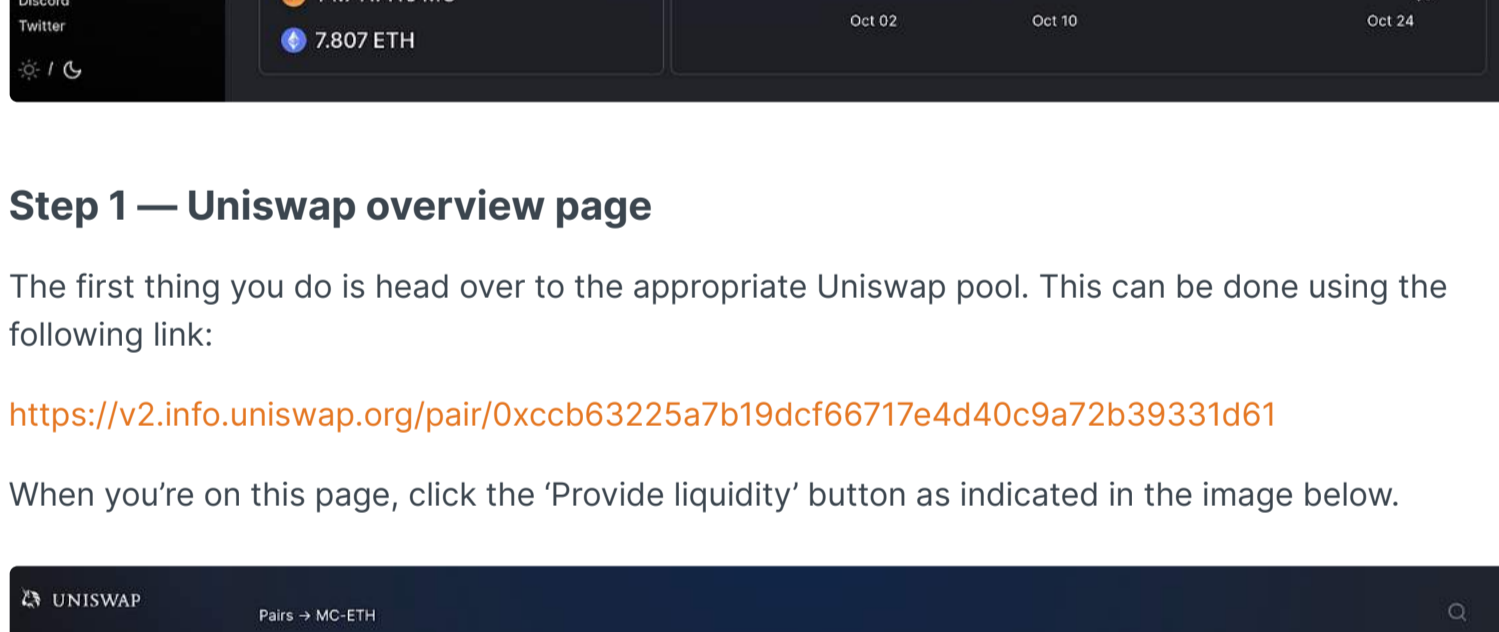 Discord
Twitter
/
7.807 ETH
Oct 02
Oct 10
Oct 24
Step 1 — Uniswap overview page
The first thing you do is head over to the appropriate Uniswap pool. This can be done using the
following link:
https://v2.info.uniswap.org/pair/0xccb63225a7b19dcf66717e4d40c9a72b39331d61
When you’re on this page, click the ‘Provide liquidity’ button as indicated in the image below.
UNISWAP
Pairs → MC-ETH